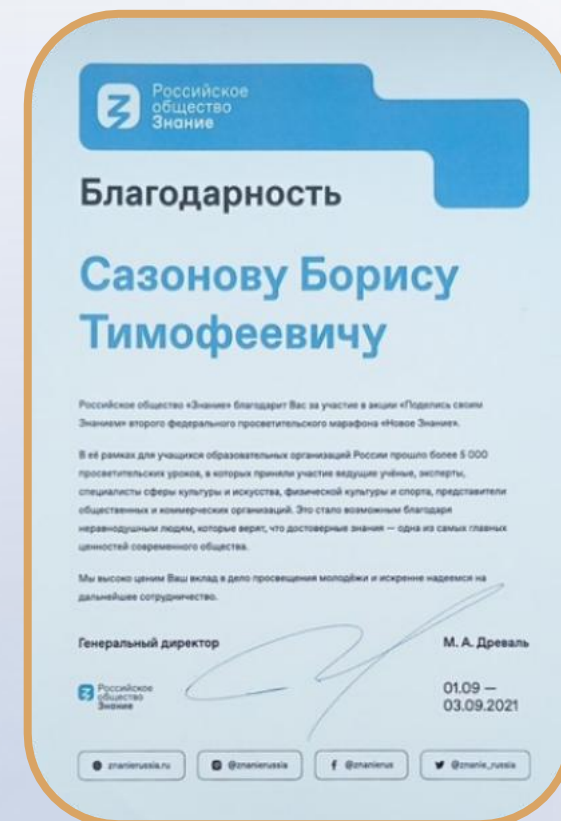 Российское
общество
Знание
Благодарность
Сазонову Борису
Тимофеевичу
Российское общество «Знание» благодарит Вас за участие в акции «Поделись своим
Знанием» второго федерального просветительского марафона «Новое Знание».
В её рамках для учащихся образовательных организаций России прошло более 5 000
просветительских уроков, в которых приняли участие ведущие учёные, эксперты,
специалисты сферы культуры и искусства, физической культуры и спорта, представители
общественных и коммерческих организаций. Это стало возможным благодаря
неравнодушным людям, которые верят, что достоверные знания — одна из самых главных
ценностей современного общества.
Мы высоко ценим Ваш вклад в дело просвещения молодёжи и искренне надеемся на
дальнейшее сотрудничество.
Генеральный директор М. А. Древаль
Российское
общество
Знание
01.09 —
03.09.2021
znanierussia.ru @znanierussia @znanierus @znanie_russia